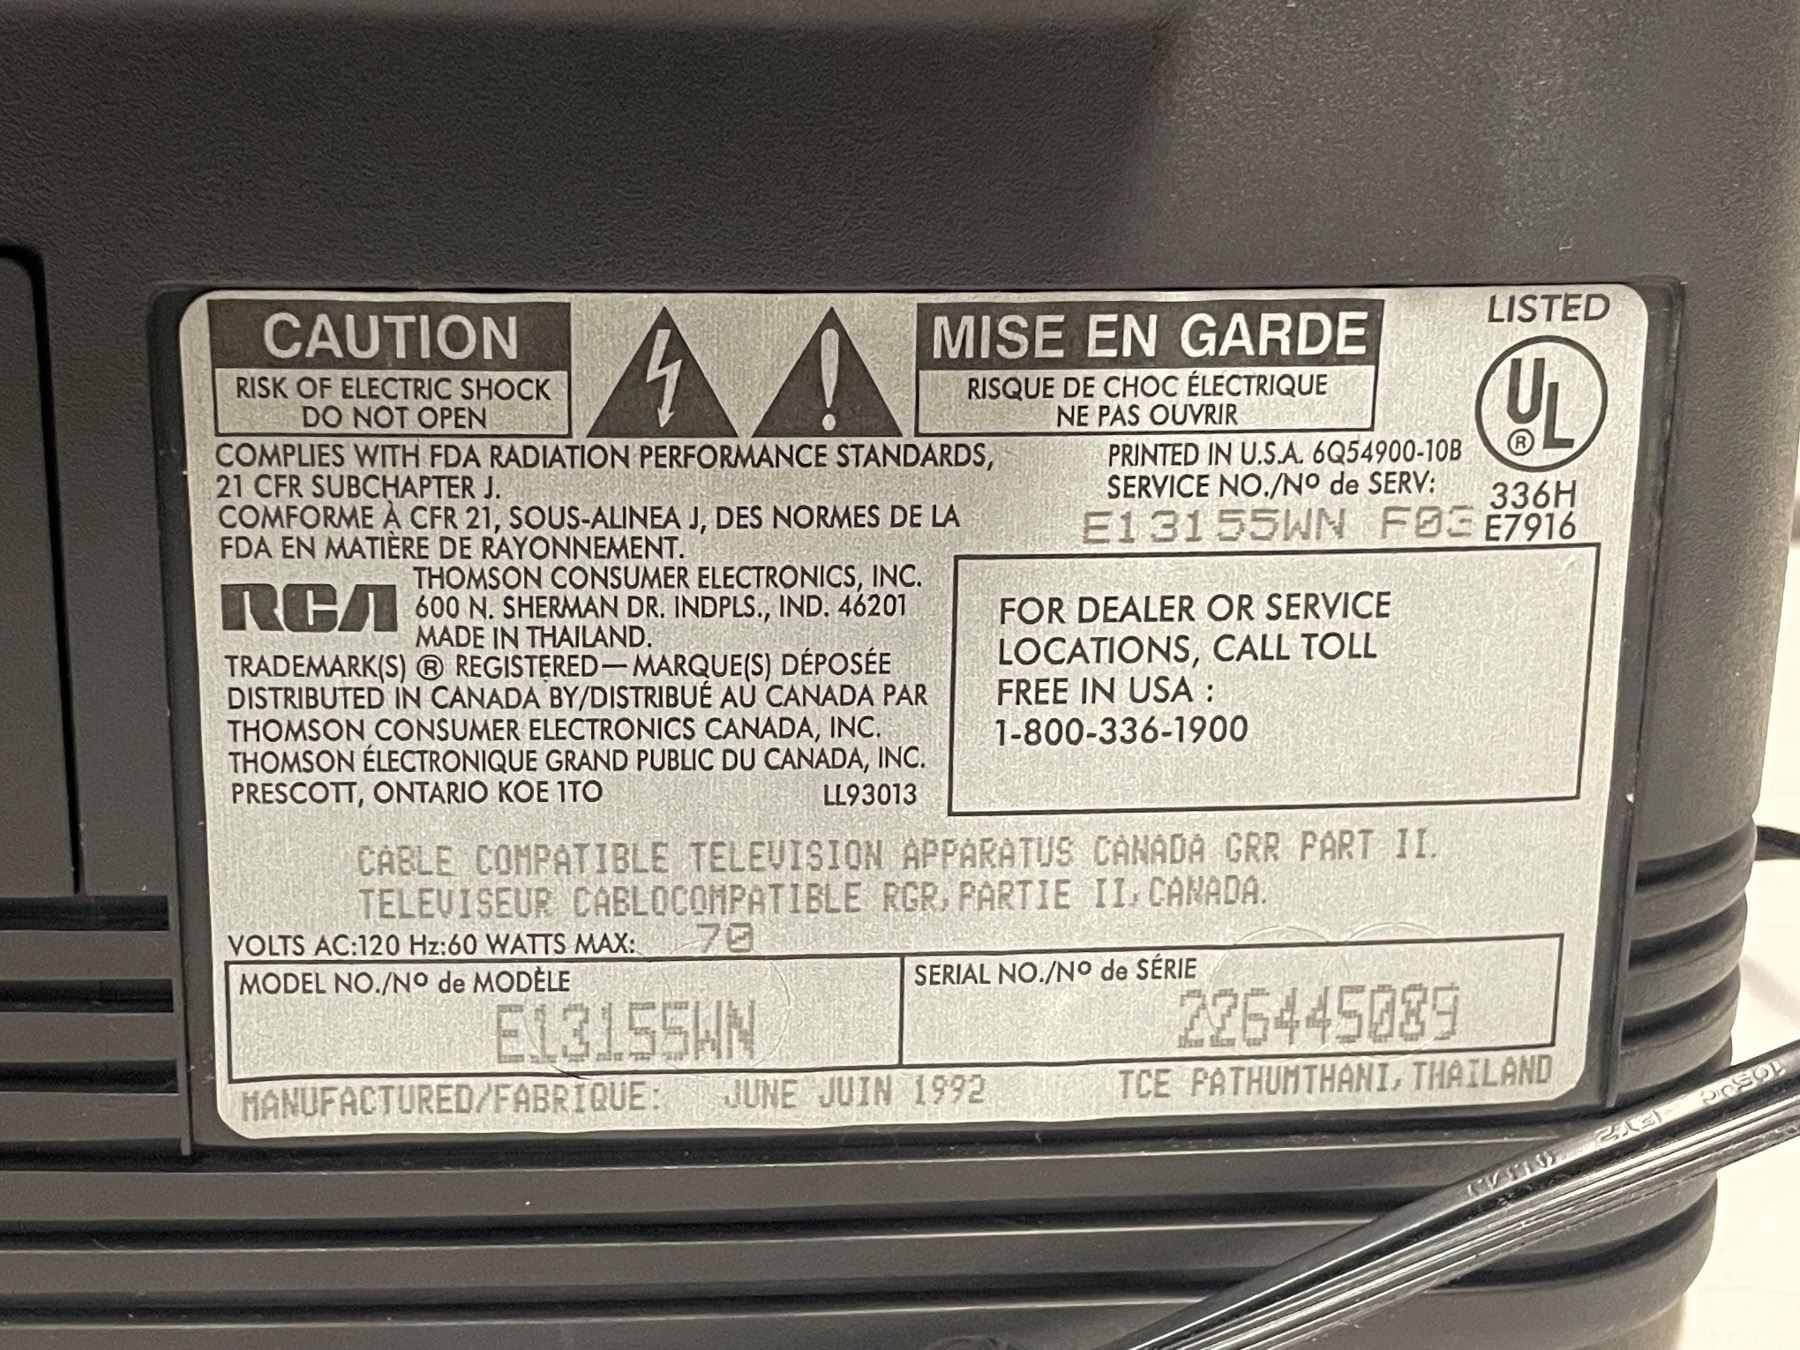 CAUTION
RISK OF ELECTRIC SHOCK
DO NOT OPEN
MISE EN GARDE
RISQUE DE CHOC ÉLECTRIQUE
NE PAS OUVRIR
LISTED
UL
®
336H
E7916
COMPLIES WITH FDA RADIATION PERFORMANCE STANDARDS,
21 CFR SUBCHAPTER J.
COMFORME À CFR 21, SOUS-ALINEA J, DES NORMES DE LA
FDA EN MATIÈRE DE RAYONNEMENT.
PRINTED IN U.S.A. 6Q54900-10B
SERVICE NO./Nº de SERV:
E13155WN F03
RCA
THOMSON CONSUMER ELECTRONICS, INC.
600 N. SHERMAN DR. INDPLS., IND. 46201
MADE IN THAILAND.
TRADEMARK(S) ® REGISTERED—MARQUE(S) DÉPOSÉE
DISTRIBUTED IN CANADA BY/DISTRIBUÉ AU CANADA PAR
THOMSON CONSUMER ELECTRONICS CANADA, INC.
THOMSON ÉLECTRONIQUE GRAND PUBLIC DU CANADA, INC.
PRESCOTT, ONTARIO KOE 1TO LL93013
FOR DEALER OR SERVICE
LOCATIONS, CALL TOLL
FREE IN USA :
1-800-336-1900
CABLE COMPATIBLE TELEVISION APPARATUS CANADA GRR PART II.
TELEVISEUR CABLOCOMPATIBLE RGR, PARTIE II, CANADA.
VOLTS AC:120 Hz:60 WATTS MAX: 70
MODEL NO./Nº de MODÈLE
E13155WN
SERIAL NO./Nº de SÉRIE
226445089
MANUFACTURED/FABRIQUE: JUNE JUIN 1992 TCE PATHUMTHANI, THAILAND